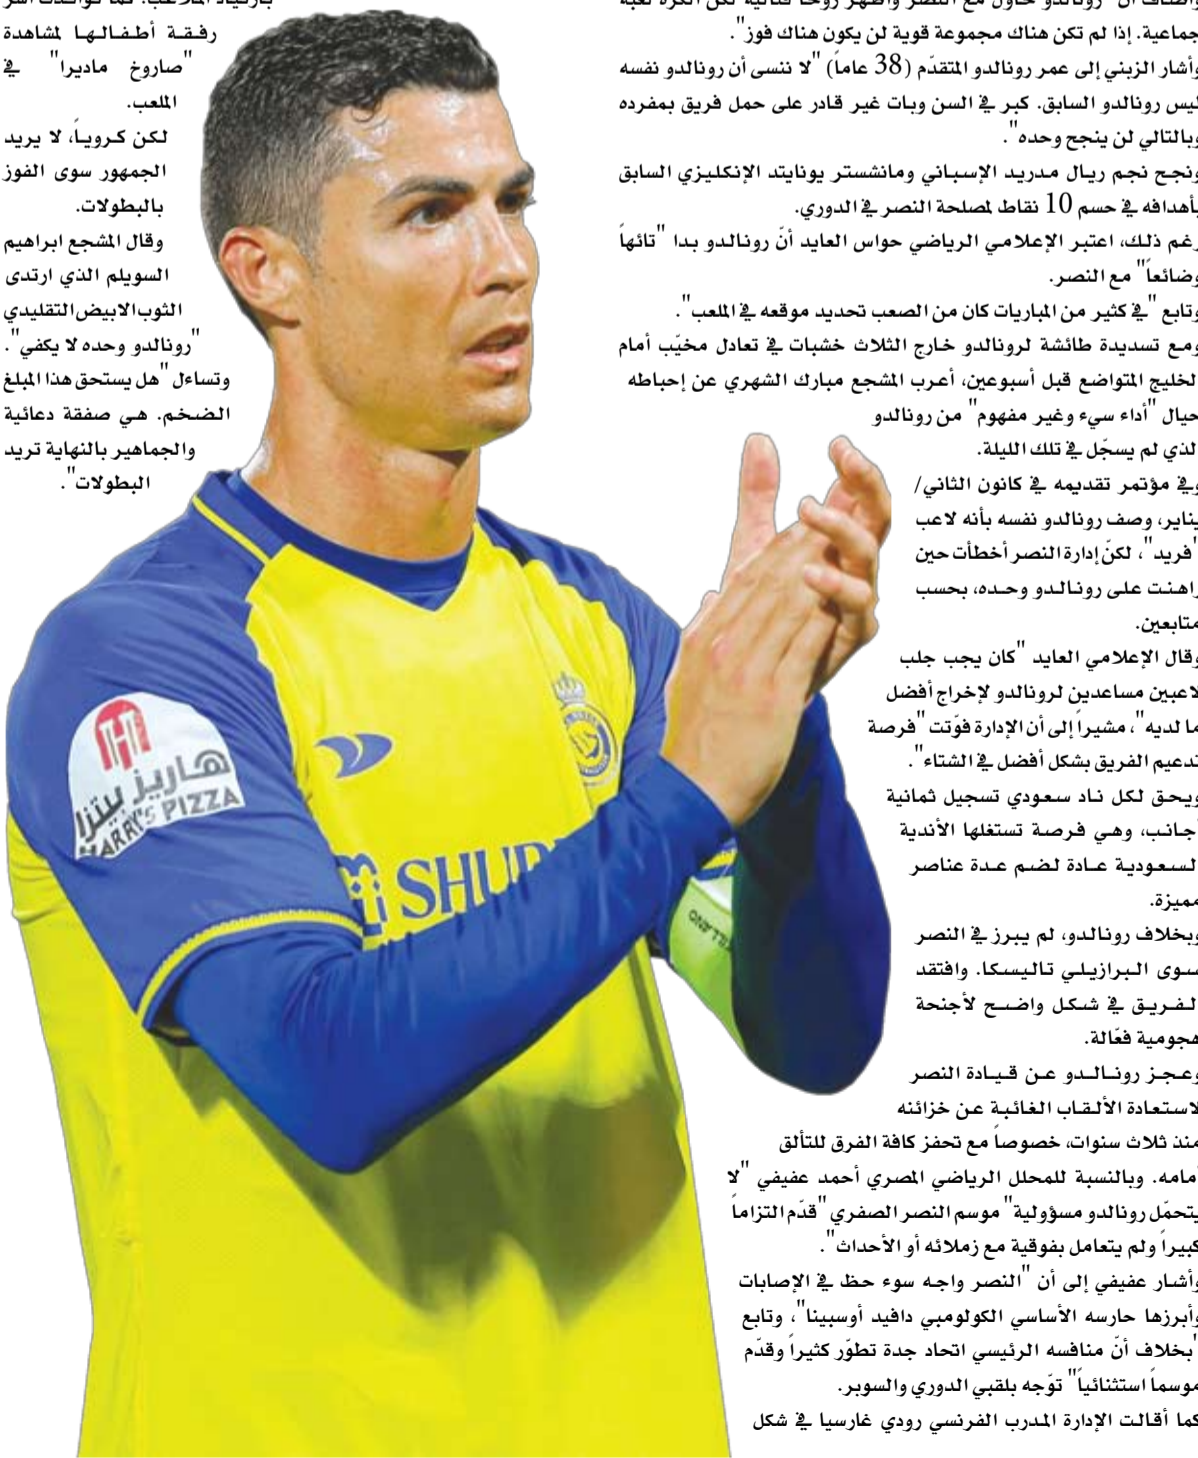 وأضاف أن "رونالدو حاول مع النصر وأظهر روحاً قتالية لكن الكرة لعبة
جماعية. إذا لم تكن هناك مجموعة قوية لن يكون هناك فوز".
وأشار الزبني إلى عمر رونالدو المتقدّم (38 عاماً) "لا ننسى أن رونالدو نفسه
ليس رونالدو السابق. كبر في السن وبات غير قادر على حمل فريق بمفرده
وبالتالي لن ينجح وحده".
ونجح نجم ريال مدريد الإسباني ومانشستر يونايتد الإنكليزي السابق
بأهدافه في حسم 10 نقاط لمصلحة النصر في الدوري.
رغم ذلك، اعتبر الإعلامي الرياضي حواس العايد أنّ رونالدو بدا "تائهاً
وضائعاً" مع النصر.
وتابع "في كثير من المباريات كان من الصعب تحديد موقعه في الملعب".
ومع تسديدة طائشة لرونالدو خارج الثلاث خشبات في تعادل مخيّب أمام
الخليج المتواضع قبل أسبوعين، أعرب المشجع مبارك الشهري عن إحباطه
حيال "أداء سيء وغير مفهوم" من رونالدو
الذي لم يسجّل في تلك الليلة.
وفي مؤتمر تقديمه في كانون الثاني/
يناير، وصف رونالدو نفسه بأنه لاعب
"فريد"، لكنّ إدارة النصر أخطأت حين
راهنت على رونالدو وحده، بحسب
متابعين.
وقال الإعلامي العايد "كان يجب جلب
لاعبين مساعدين لرونالدو لإخراج أفضل
ما لديه"، مشيراً إلى أن الإدارة فوّتت "فرصة
تدعيم الفريق بشكل أفضل في الشتاء".
ويحق لكل ناد سعودي تسجيل ثمانية
أجانب، وهي فرصة تستغلها الأندية
السعودية عادة لضم عدة عناصر
مميزة.
وبخلاف رونالدو، لم يبرز في النصر
سوى البرازيلي تاليسكا. وافتقد
الفريق في شكل واضح لأجنحة
هجومية فعّالة.
وعجز رونالدو عن قيادة النصر
لاستعادة الألقاب الغائبة عن خزائنه
منذ ثلاث سنوات، خصوصاً مع تحفز كافة الفرق للتألق
أمامه. وبالنسبة للمحلل الرياضي المصري أحمد عفيفي "لا
يتحمّل رونالدو مسؤولية" موسم النصر الصفري "قدّم التزاماً
كبيراً ولم يتعامل بفوقية مع زملائه أو الأحداث".
وأشار عفيفي إلى أن "النصر واجه سوء حظ في الإصابات
وأبرزها حارسه الأساسي الكولومبي دافيد أوسبينا"، وتابع
"بخلاف أنّ منافسه الرئيسي اتحاد جدة تطوّر كثيراً وقدّم
موسماً استثنائياً" توّجه بلقبي الدوري والسوبر.
كما أقالت الإدارة المدرب الفرنسي رودي غارسيا في شكل
رفقة أطفالها لمشاهدة
"صاروخ ماديرا" في
الملعب.
لكن كروياً، لا يريد
الجمهور سوى الفوز
بالبطولات.
وقال المشجع ابراهيم
السويلم الذي ارتدى
الثوب الابيض التقليدي
"رونالدو وحده لا يكفي".
وتساءل "هل يستحق هذا المبلغ
الضخم. هي صفقة دعائية
والجماهير بالنهاية تريد
البطولات".
هاريز بيتزا
HARRY'S PIZZA
SHUR